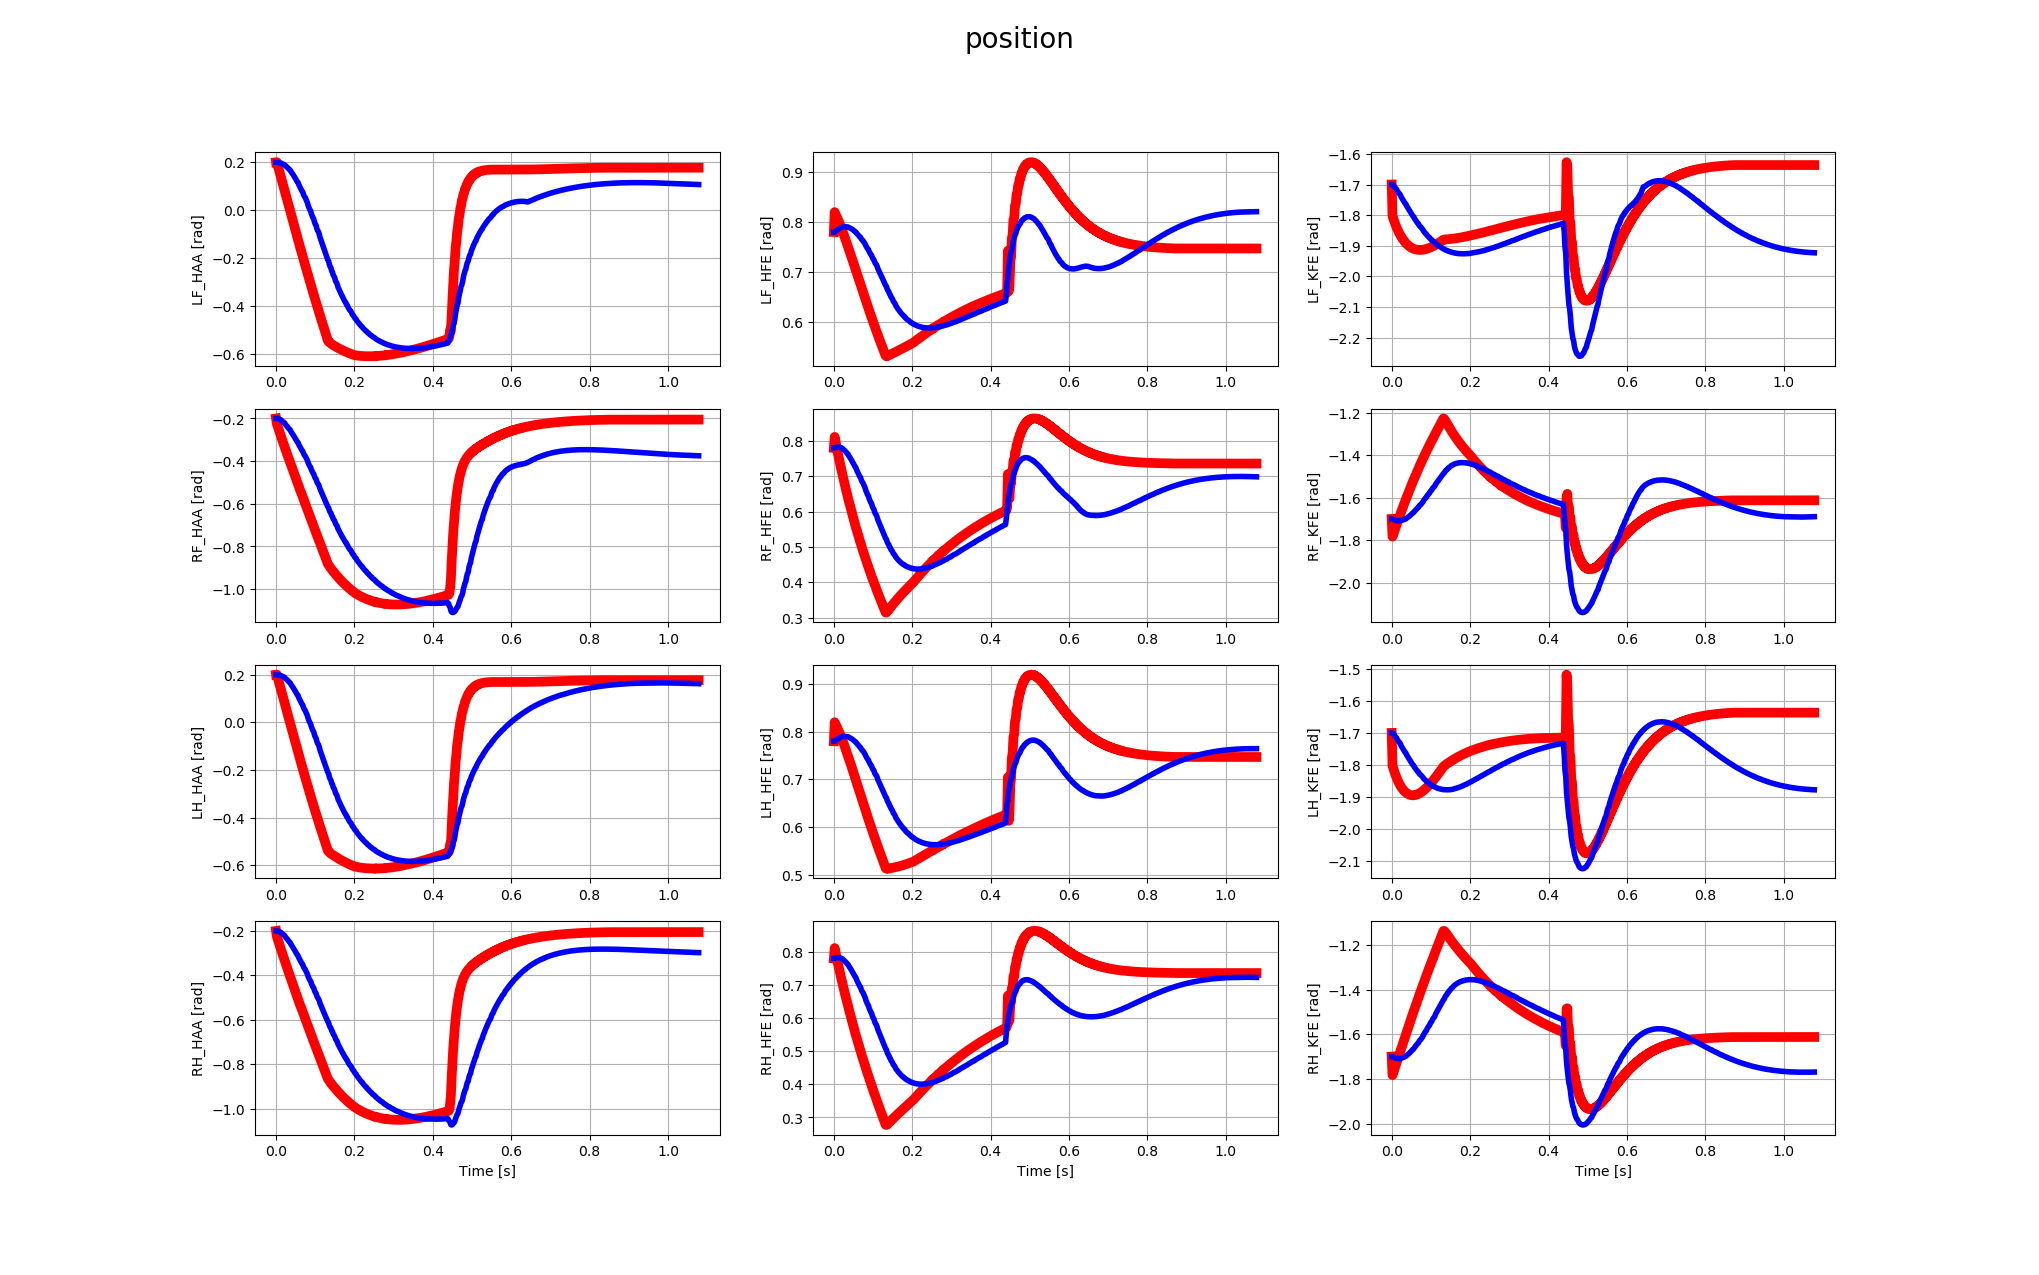 position
LF_HAA [rad]
0.2
0.0
−0.2
−0.4
−0.6
0.0 0.2 0.4 0.6 0.8 1.0
LF_HFE [rad]
0.9
0.8
0.7
0.6
0.0 0.2 0.4 0.6 0.8 1.0
LF_KFE [rad]
−1.6
−1.7
−1.8
−1.9
−2.0
−2.1
−2.2
0.0 0.2 0.4 0.6 0.8 1.0
RF_HAA [rad]
−0.2
−0.4
−0.6
−0.8
−1.0
0.0 0.2 0.4 0.6 0.8 1.0
RF_HFE [rad]
0.8
0.7
0.6
0.5
0.4
0.3
0.0 0.2 0.4 0.6 0.8 1.0
RF_KFE [rad]
−1.2
−1.4
−1.6
−1.8
−2.0
0.0 0.2 0.4 0.6 0.8 1.0
LH_HAA [rad]
0.2
0.0
−0.2
−0.4
−0.6
0.0 0.2 0.4 0.6 0.8 1.0
LH_HFE [rad]
0.9
0.8
0.7
0.6
0.5
0.0 0.2 0.4 0.6 0.8 1.0
LH_KFE [rad]
−1.5
−1.6
−1.7
−1.8
−1.9
−2.0
−2.1
0.0 0.2 0.4 0.6 0.8 1.0
RH_HAA [rad]
−0.2
−0.4
−0.6
−0.8
−1.0
0.0 0.2 0.4 0.6 0.8 1.0
Time [s]
RH_HFE [rad]
0.8
0.7
0.6
0.5
0.4
0.3
0.0 0.2 0.4 0.6 0.8 1.0
Time [s]
RH_KFE [rad]
−1.2
−1.4
−1.6
−1.8
−2.0
0.0 0.2 0.4 0.6 0.8 1.0
Time [s]